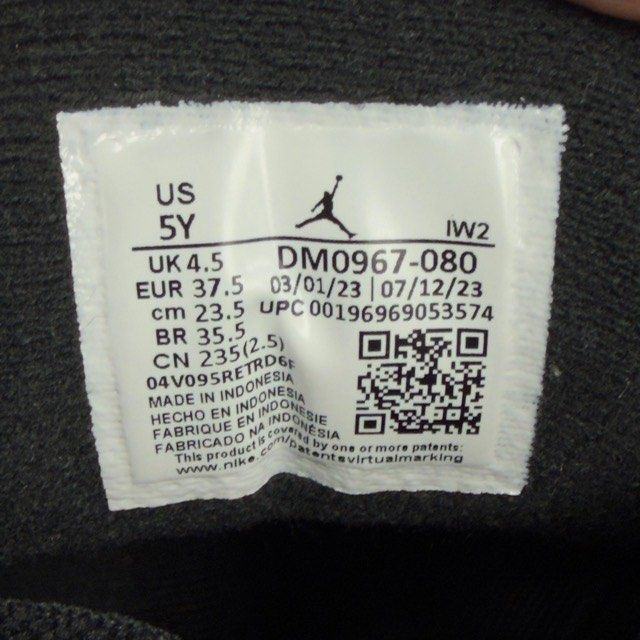 US
5Y
IW2
UK 4.5
DM0967-080
EUR 37.5
03/01/23 | 07/12/23
cm 23.5
UPC 00196969053574
BR 35.5
CN 235(2.5)
04V095RETRD6F
MADE IN INDONESIA
HECHO EN INDONESIA
FABRIQUE EN INDONESIE
FABRICADO NA INDONESIA
This product is covered by one or more patents:
www.nike.com/patentsvirtualmarking